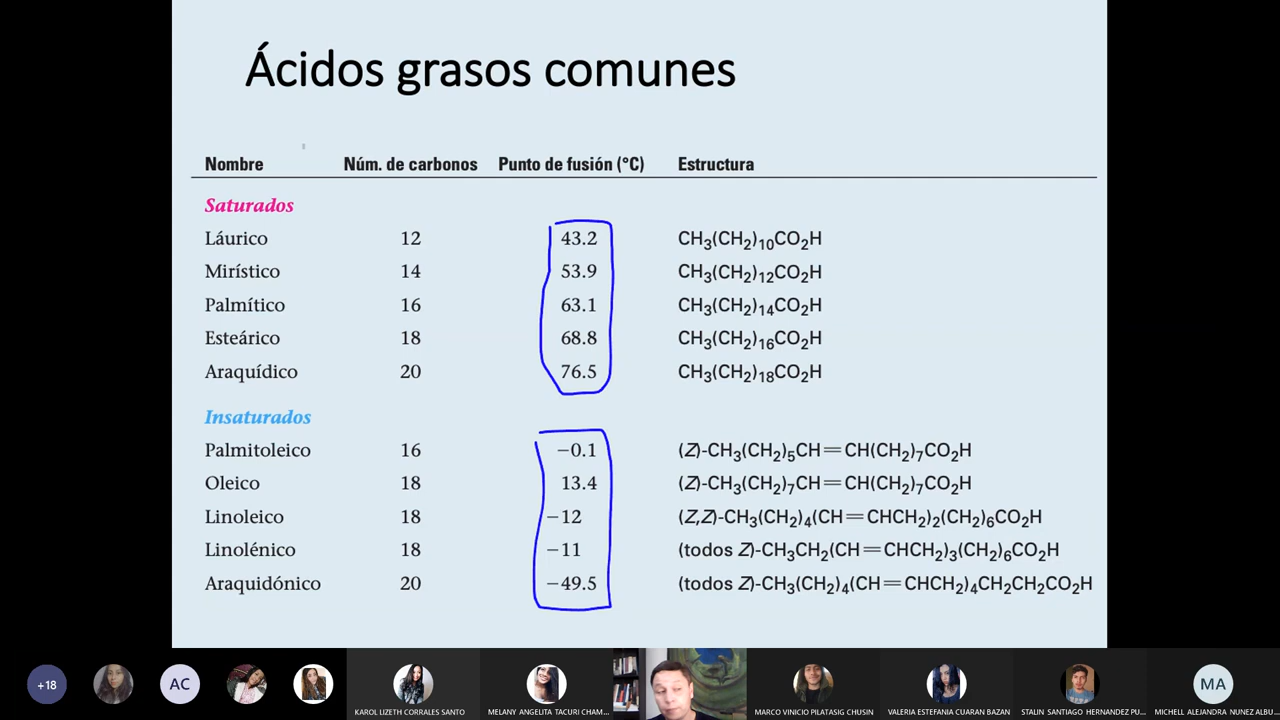 Ácidos grasos comunes
Nombre Núm. de carbonos Punto de fusión (°C) Estructura
Saturados
Láurico 12 43.2 CH3(CH2)10CO2H
Mirístico 14 53.9 CH3(CH2)12CO2H
Palmítico 16 63.1 CH3(CH2)14CO2H
Esteárico 18 68.8 CH3(CH2)16CO2H
Araquídico 20 76.5 CH3(CH2)18CO2H
Insaturados
Palmitoleico 16 −0.1 (Z)-CH3(CH2)5CH=CH(CH2)7CO2H
Oleico 18 13.4 (Z)-CH3(CH2)7CH=CH(CH2)7CO2H
Linoleico 18 −12 (Z,Z)-CH3(CH2)4(CH=CHCH2)2(CH2)6CO2H
Linolénico 18 −11 (todos Z)-CH3CH2(CH=CHCH2)3(CH2)6CO2H
Araquidónico 20 −49.5 (todos Z)-CH3(CH2)4(CH=CHCH2)4CH2CH2CO2H
+18 AC MA
KAROL LIZETH CORRALES SANTO MELANY ANGELITA TACURI CHAM... MARCO VINICIO PILATASIG CHUSIN VALERIA ESTEFANIA CUARAN BAZAN STALIN SANTIAGO HERNANDEZ PU... MICHELL ALEJANDRA NUNEZ ALBU...